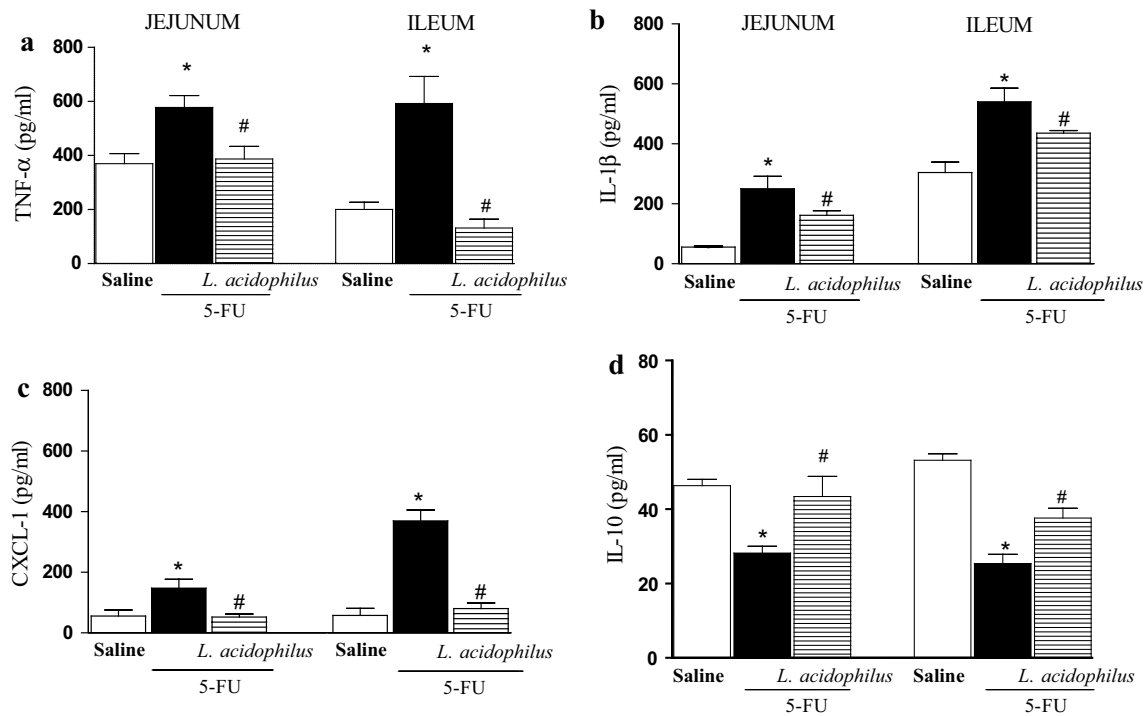 a
JEJUNUM
ILEUM
TNF-α (pg/ml)
800
600
400
200
0
*
#
*
#
Saline
L. acidophilus
Saline
L. acidophilus
5-FU
5-FU
b
JEJUNUM
ILEUM
IL-1β (pg/ml)
800
600
400
200
0
*
#
*
#
Saline
L. acidophilus
Saline
L. acidophilus
5-FU
5-FU
c
CXCL-1 (pg/ml)
800
600
400
200
0
*
#
*
#
Saline
L. acidophilus
Saline
L. acidophilus
5-FU
5-FU
d
IL-10 (pg/ml)
80
60
40
20
0
*
#
*
#
Saline
L. acidophilus
Saline
L. acidophilus
5-FU
5-FU